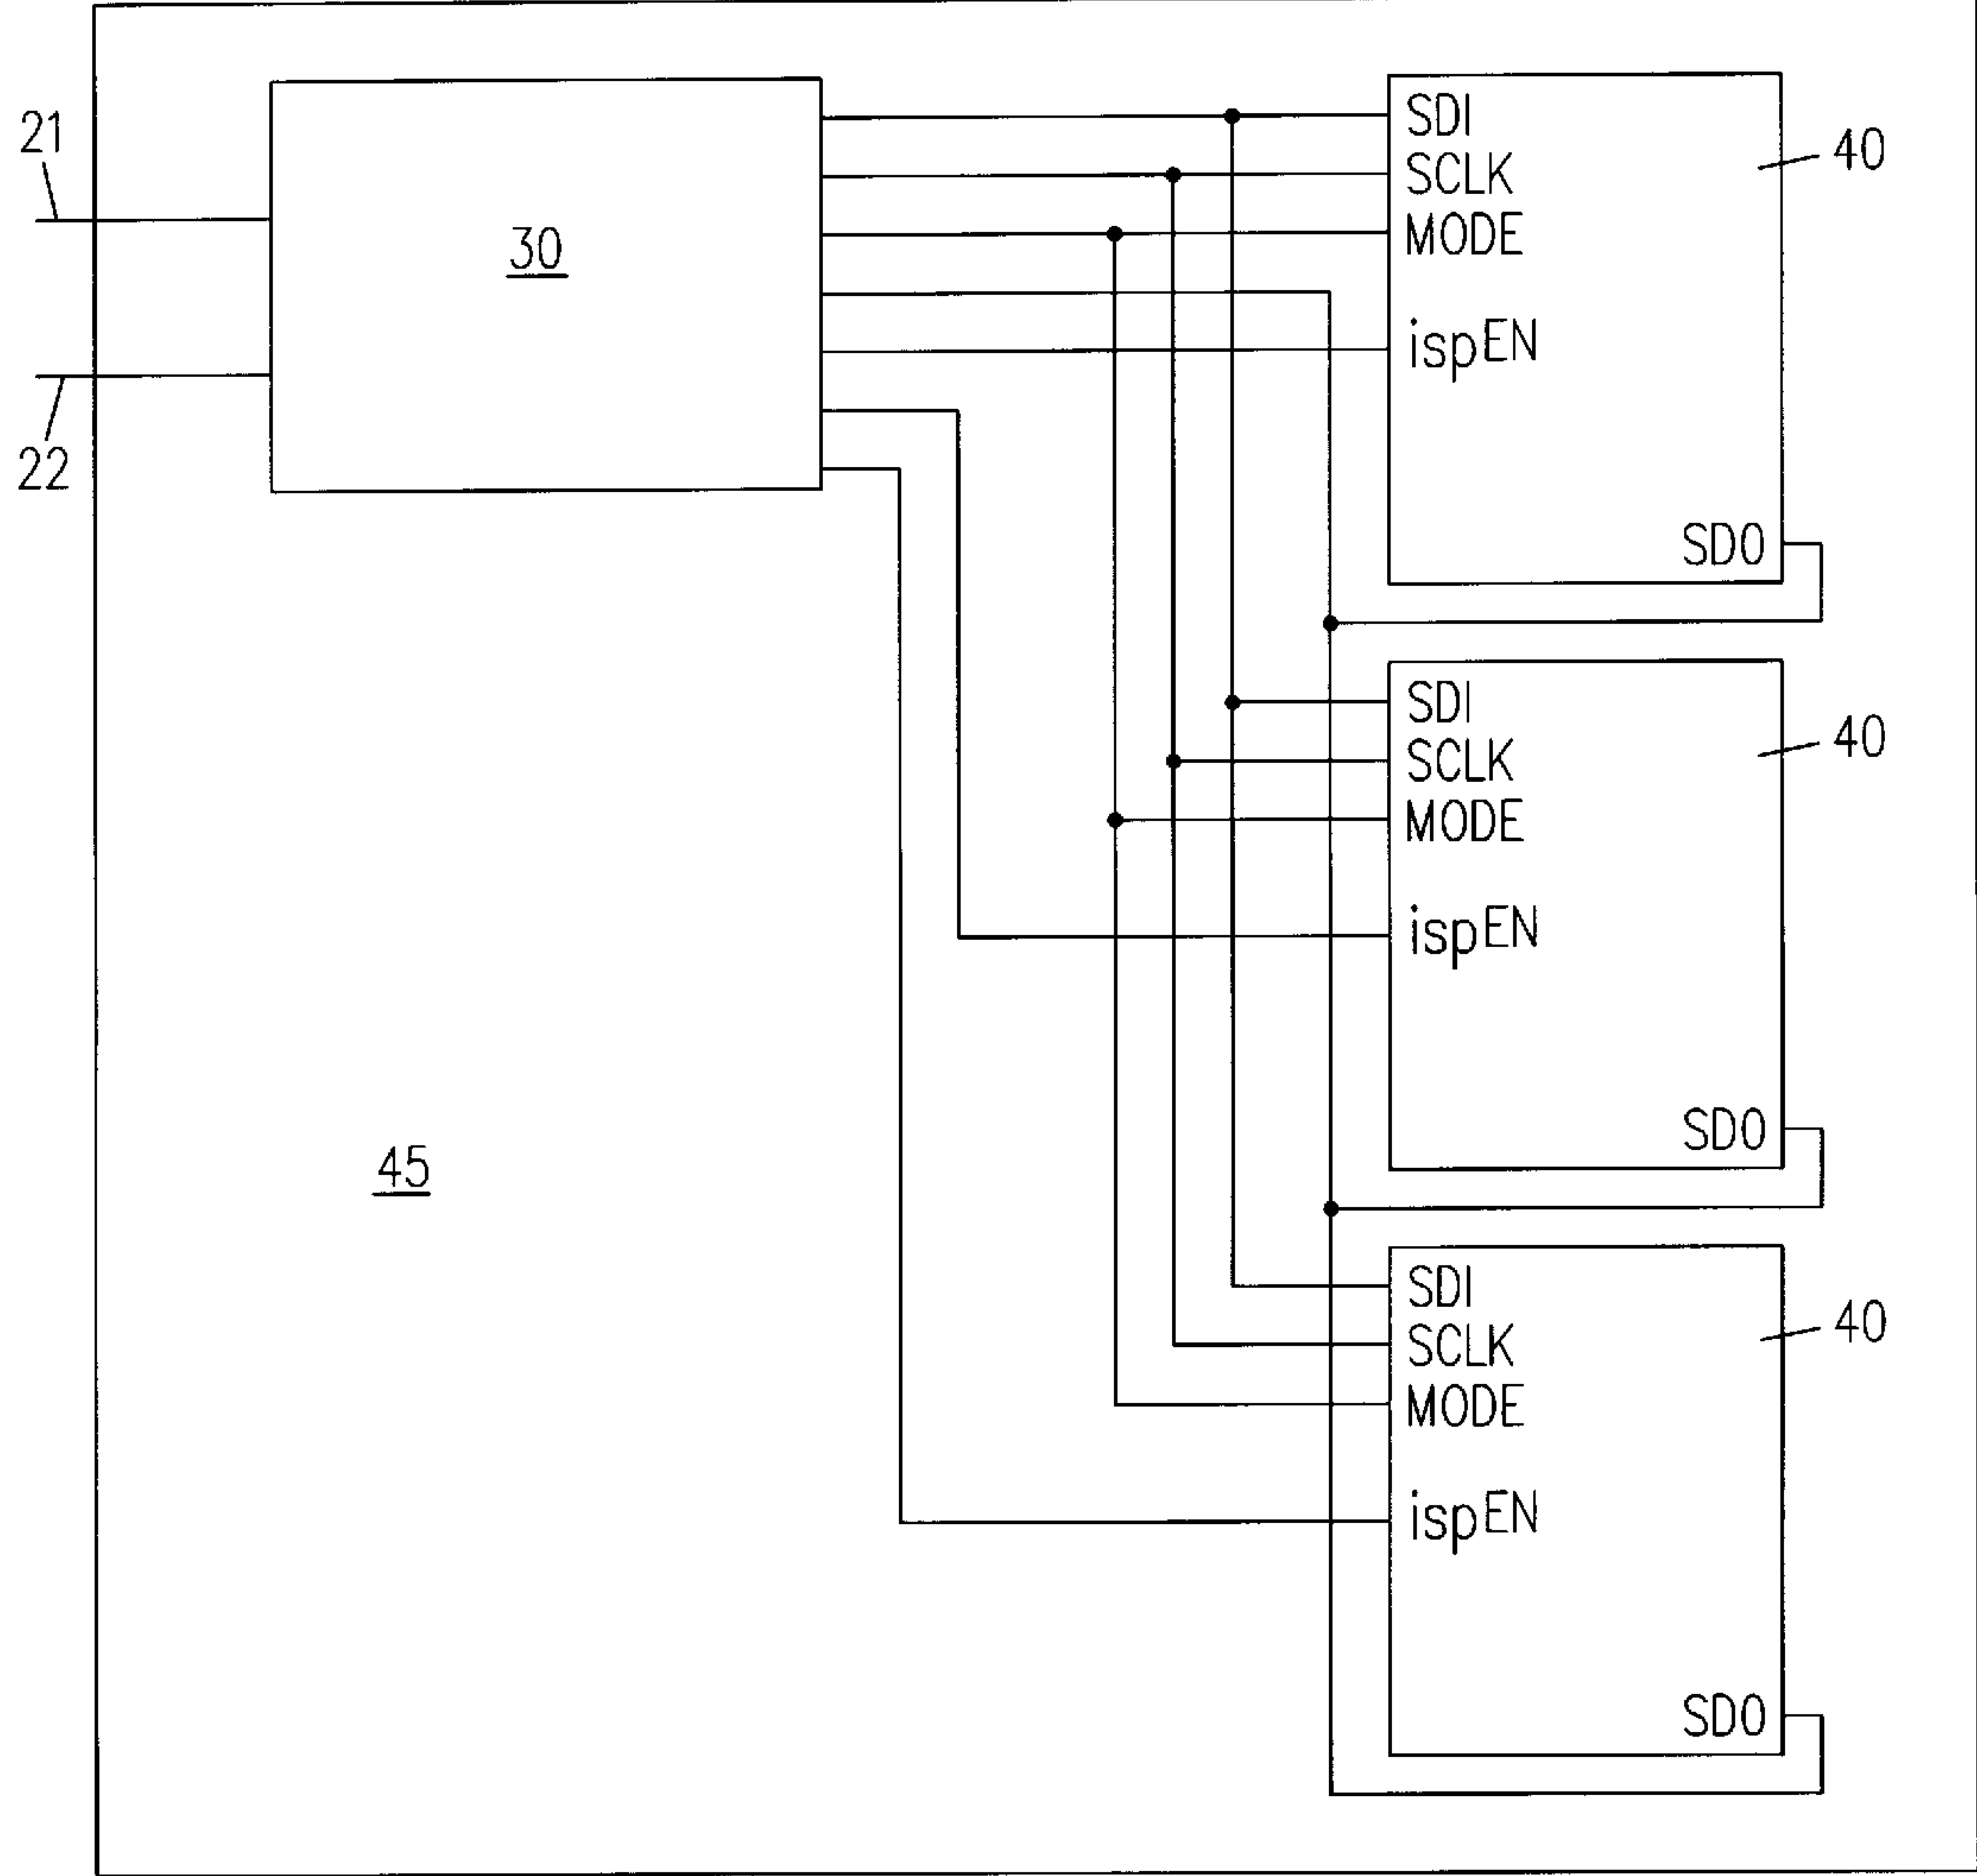 21
22
30
45
SDI
SCLK
MODE
ispEN
SDO
40
SDI
SCLK
MODE
ispEN
SDO
40
SDI
SCLK
MODE
ispEN
SDO
40